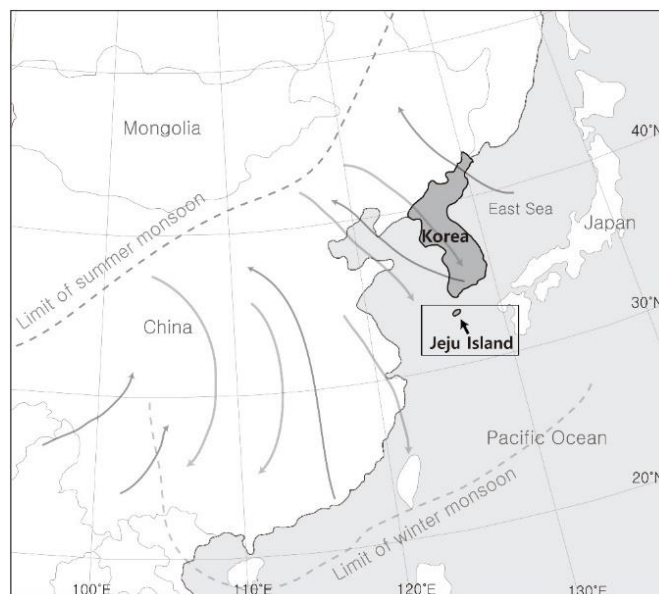 Mongolia
40°N
East Sea
Japan
Korea
Limit of summer monsoon
30°N
China
Jeju Island
Pacific Ocean
20°N
Limit of winter monsoon
100°E
110°E
120°E
130°E